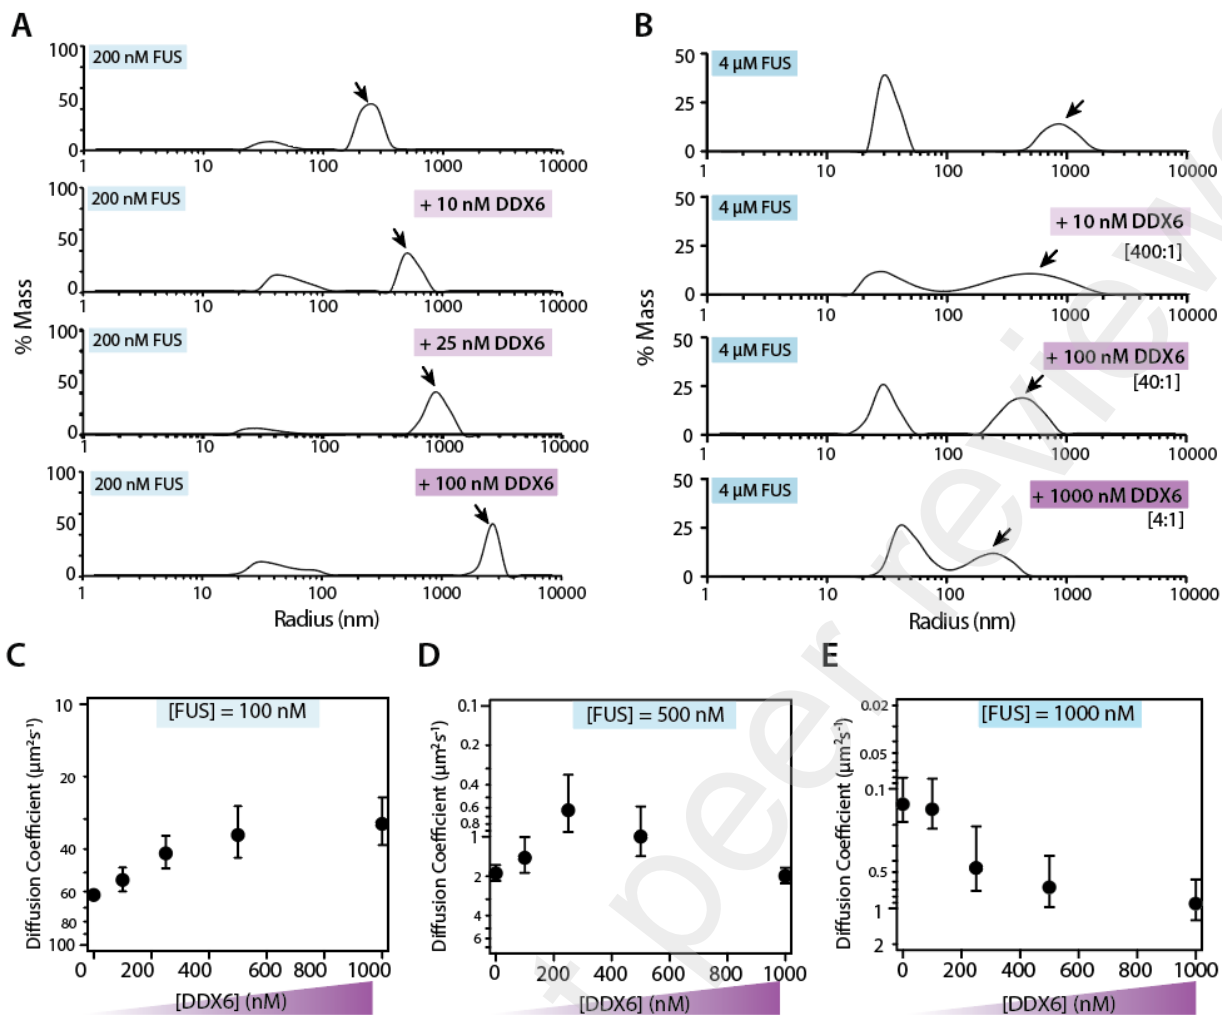 A
B
100
200 nM FUS
50
0
1
10
100
1000
10000
200 nM FUS
+ 10 nM DDX6
100
50
0
1
10
100
1000
10000
200 nM FUS
+ 25 nM DDX6
100
50
0
1
10
100
1000
10000
200 nM FUS
+ 100 nM DDX6
100
50
0
1
10
100
1000
10000
% Mass
Radius (nm)
50
4 µM FUS
25
0
1
10
100
1000
10000
50
4 µM FUS
+ 10 nM DDX6
[400:1]
25
0
1
10
100
1000
10000
50
4 µM FUS
+ 100 nM DDX6
[40:1]
25
0
1
10
100
1000
10000
50
4 µM FUS
+ 1000 nM DDX6
[4:1]
25
0
1
10
100
1000
10000
% Mass
Radius (nm)
C
[FUS] = 100 nM
10
20
40
60
80
100
Diffusion Coefficient (µm²s⁻¹)
0 200 400 600 800 1000
[DDX6] (nM)
D
[FUS] = 500 nM
0.1
0.2
0.4
0.6
0.8
1
2
4
6
Diffusion Coefficient (µm²s⁻¹)
0 200 400 600 800 1000
[DDX6] (nM)
E
[FUS] = 1000 nM
0.02
0.05
0.1
0.5
1
2
Diffusion Coefficient (µm²s⁻¹)
0 200 400 600 800 1000
[DDX6] (nM)
t peer review